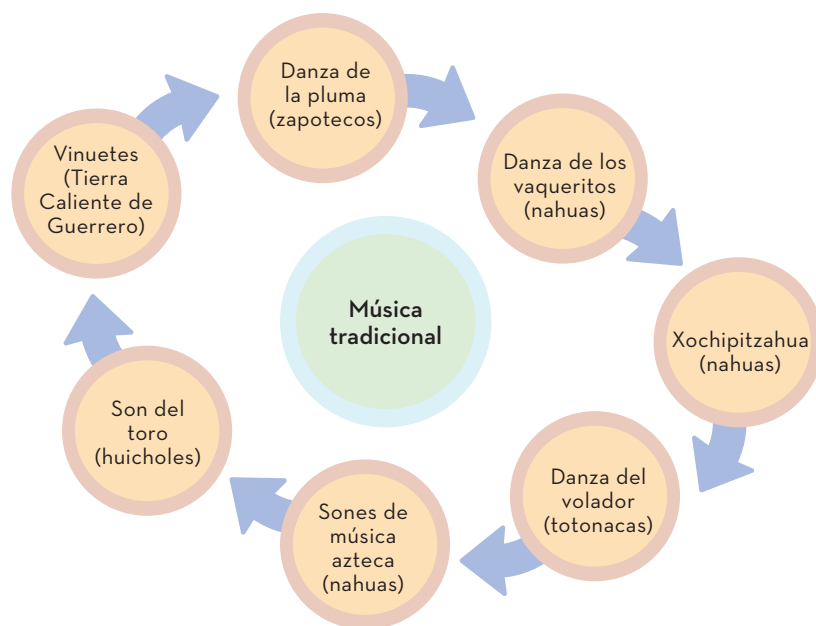 Danza de
la pluma
(zapotecos)
Danza de los
vaqueritos
(nahuas)
Xochipitzahua
(nahuas)
Danza del
volador
(totonacas)
Sones de
música
azteca
(nahuas)
Son del
toro
(huicholes)
Vinuetes
(Tierra
Caliente de
Guerrero)
Música
tradicional